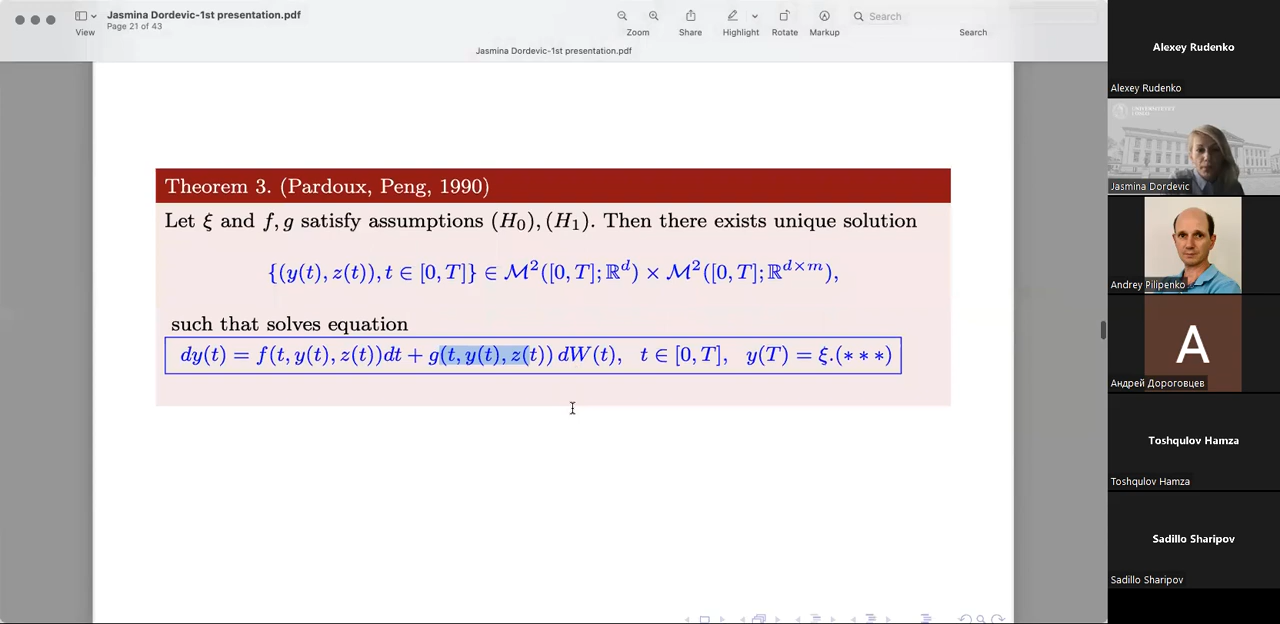 Jasmina Dordevic-1st presentation.pdf
Page 21 of 43
View
Zoom
Share
Highlight
Rotate
Markup
Search
Search
Jasmina Dordevic-1st presentation.pdf
Theorem 3. (Pardoux, Peng, 1990)
Let ξ and f, g satisfy assumptions (H₀), (H₁). Then there exists unique solution
{(y(t), z(t)), t ∈ [0, T]} ∈ ℳ²([0, T]; ℝᵈ) × ℳ²([0, T]; ℝᵈˣᵐ),
such that solves equation
dy(t) = f(t, y(t), z(t))dt + g(t, y(t), z(t)) dW(t), t ∈ [0, T], y(T) = ξ.(∗ ∗ ∗)
Alexey Rudenko
Alexey Rudenko
Jasmina Dordevic
Andrey Pilipenko
А
Андрей Дороговцев
Toshqulov Hamza
Toshqulov Hamza
Sadillo Sharipov
Sadillo Sharipov